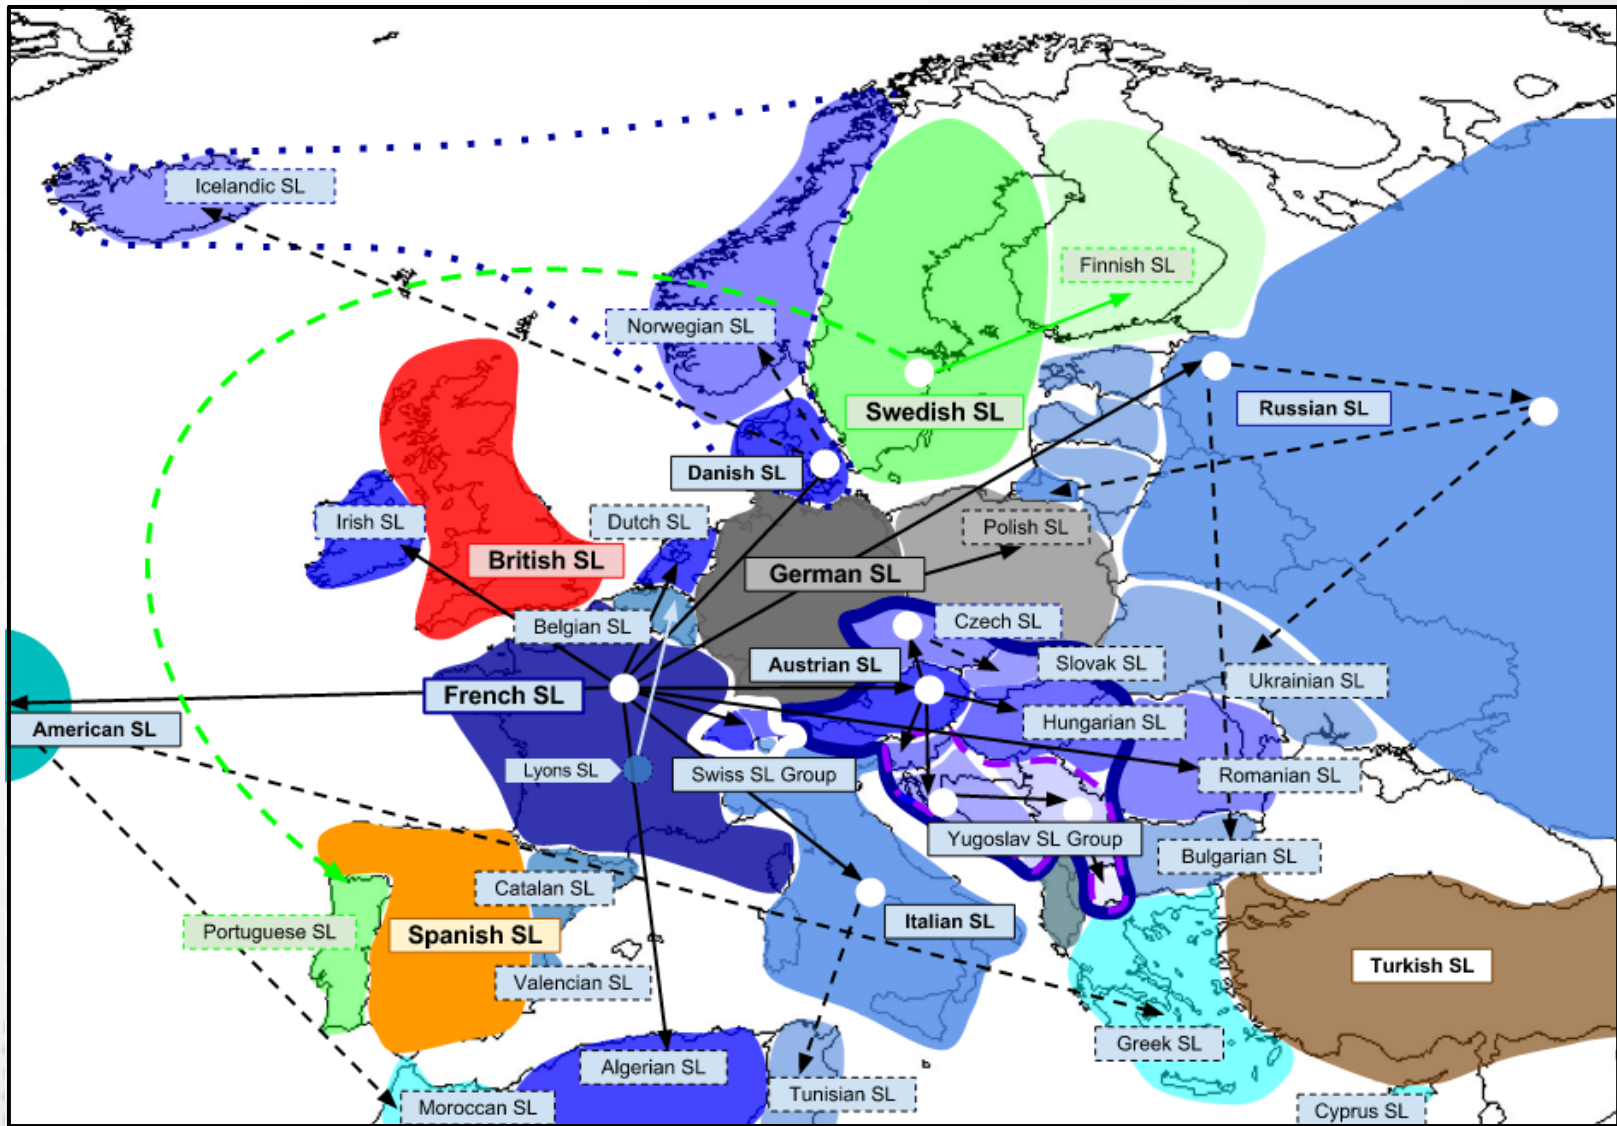 Icelandic SL
Finnish SL
Norwegian SL
Swedish SL
Russian SL
Danish SL
Irish SL
Dutch SL
Polish SL
British SL
German SL
Belgian SL
Czech SL
Austrian SL
Slovak SL
French SL
Ukrainian SL
American SL
Hungarian SL
Lyons SL
Swiss SL Group
Romanian SL
Yugoslav SL Group
Bulgarian SL
Catalan SL
Portuguese SL
Spanish SL
Italian SL
Turkish SL
Valencian SL
Greek SL
Algerian SL
Tunisian SL
Moroccan SL
Cyprus SL